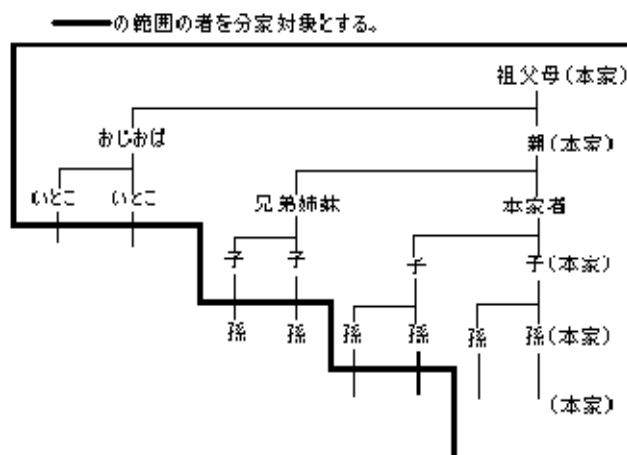 の範囲の者を分家対象とする。
祖父母(本家)
おじおば
親(本家)
いとこ いとこ
兄弟姉妹
本家者
子 子
子
子(本家)
孫 孫
孫 孫
孫
孫(本家)
(本家)